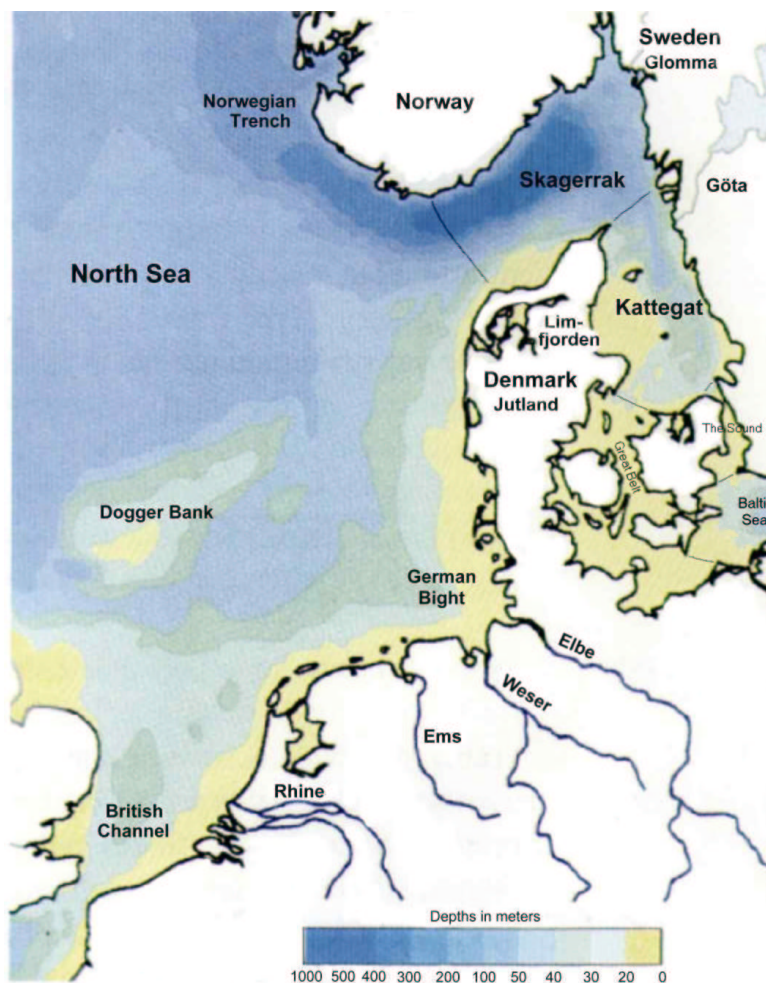 Sweden
Glomma
Norwegian
Trench
Norway
Skagerrak
Göta
North Sea
Kattegat
Lim-
fjorden
Denmark
Jutland
The Sound
Great Belt
Dogger Bank
Balti
Sea
German
Bight
Elbe
Weser
Ems
Rhine
British
Channel
Depths in meters
1000 500 400 300 200 100 50 40 30 20 0